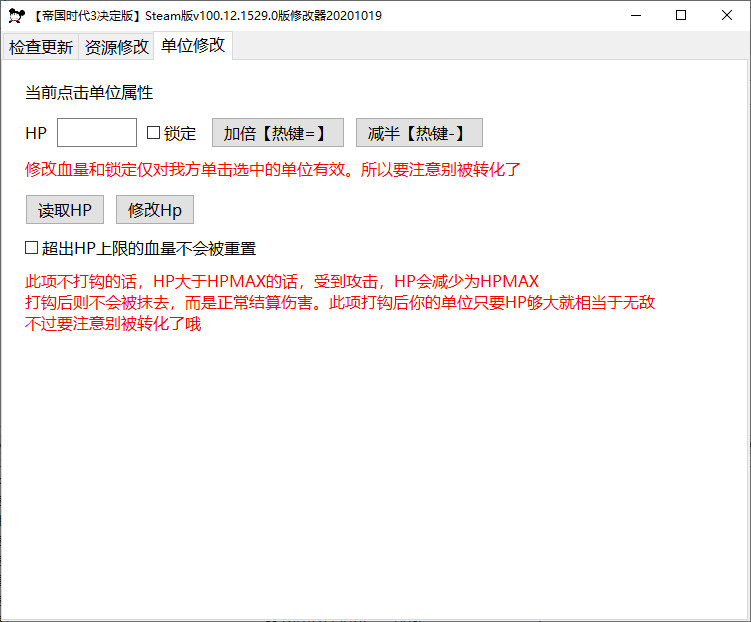 【帝国时代3决定版】Steam版v100.12.1529.0版修改器20201019
检查更新 资源修改 单位修改
当前点击单位属性
HP 锁定 加倍【热键=】 减半【热键-】
修改血量和锁定仅对我方单击选中的单位有效。所以要注意别被转化了
读取HP 修改Hp
超出HP上限的血量不会被重置
此项不打钩的话，HP大于HPMAX的话，受到攻击，HP会减少为HPMAX
打钩后则不会被抹去，而是正常结算伤害。此项打钩后你的单位只要HP够大就相当于无敌
不过要注意别被转化了哦